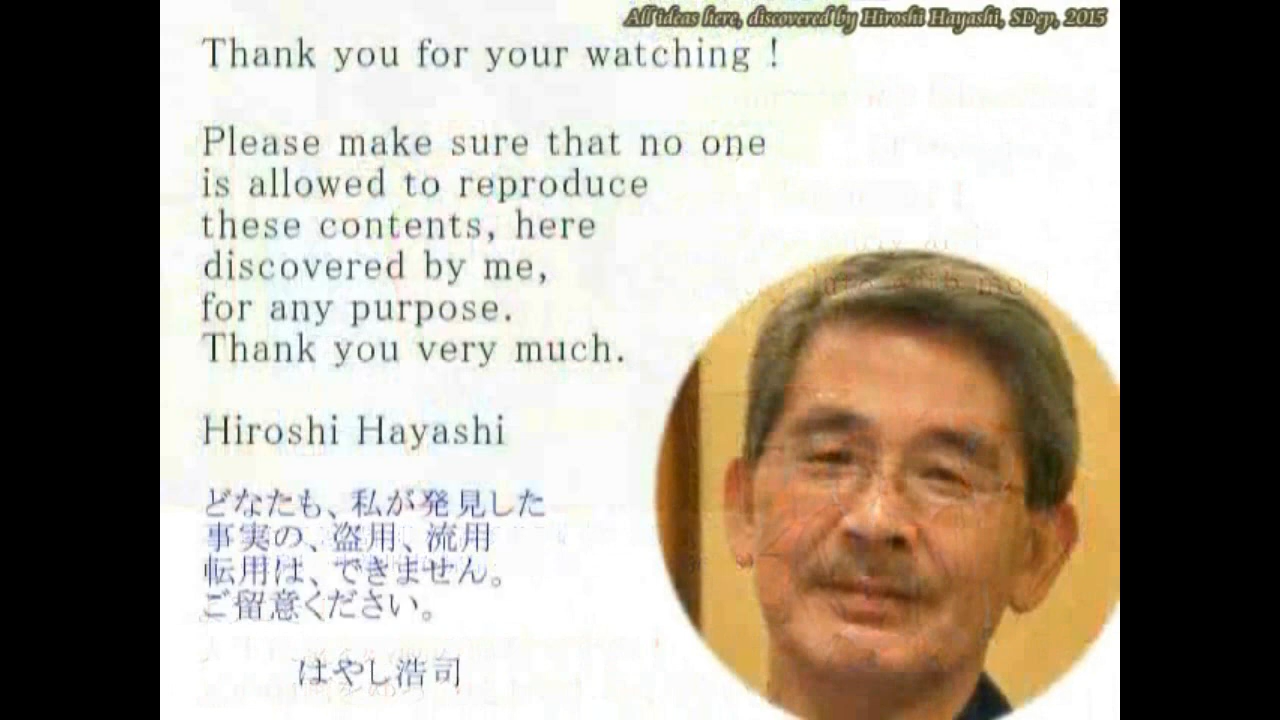 All ideas here, discovered by Hiroshi Hayashi, SDep, 2015
Thank you for your watching !
Please make sure that no one
is allowed to reproduce
these contents, here
discovered by me,
for any purpose.
Thank you very much.
Hiroshi Hayashi
どなたも、私が発見した
事実の、盗用、流用
転用は、できません。
ご留意ください。
はやし浩司